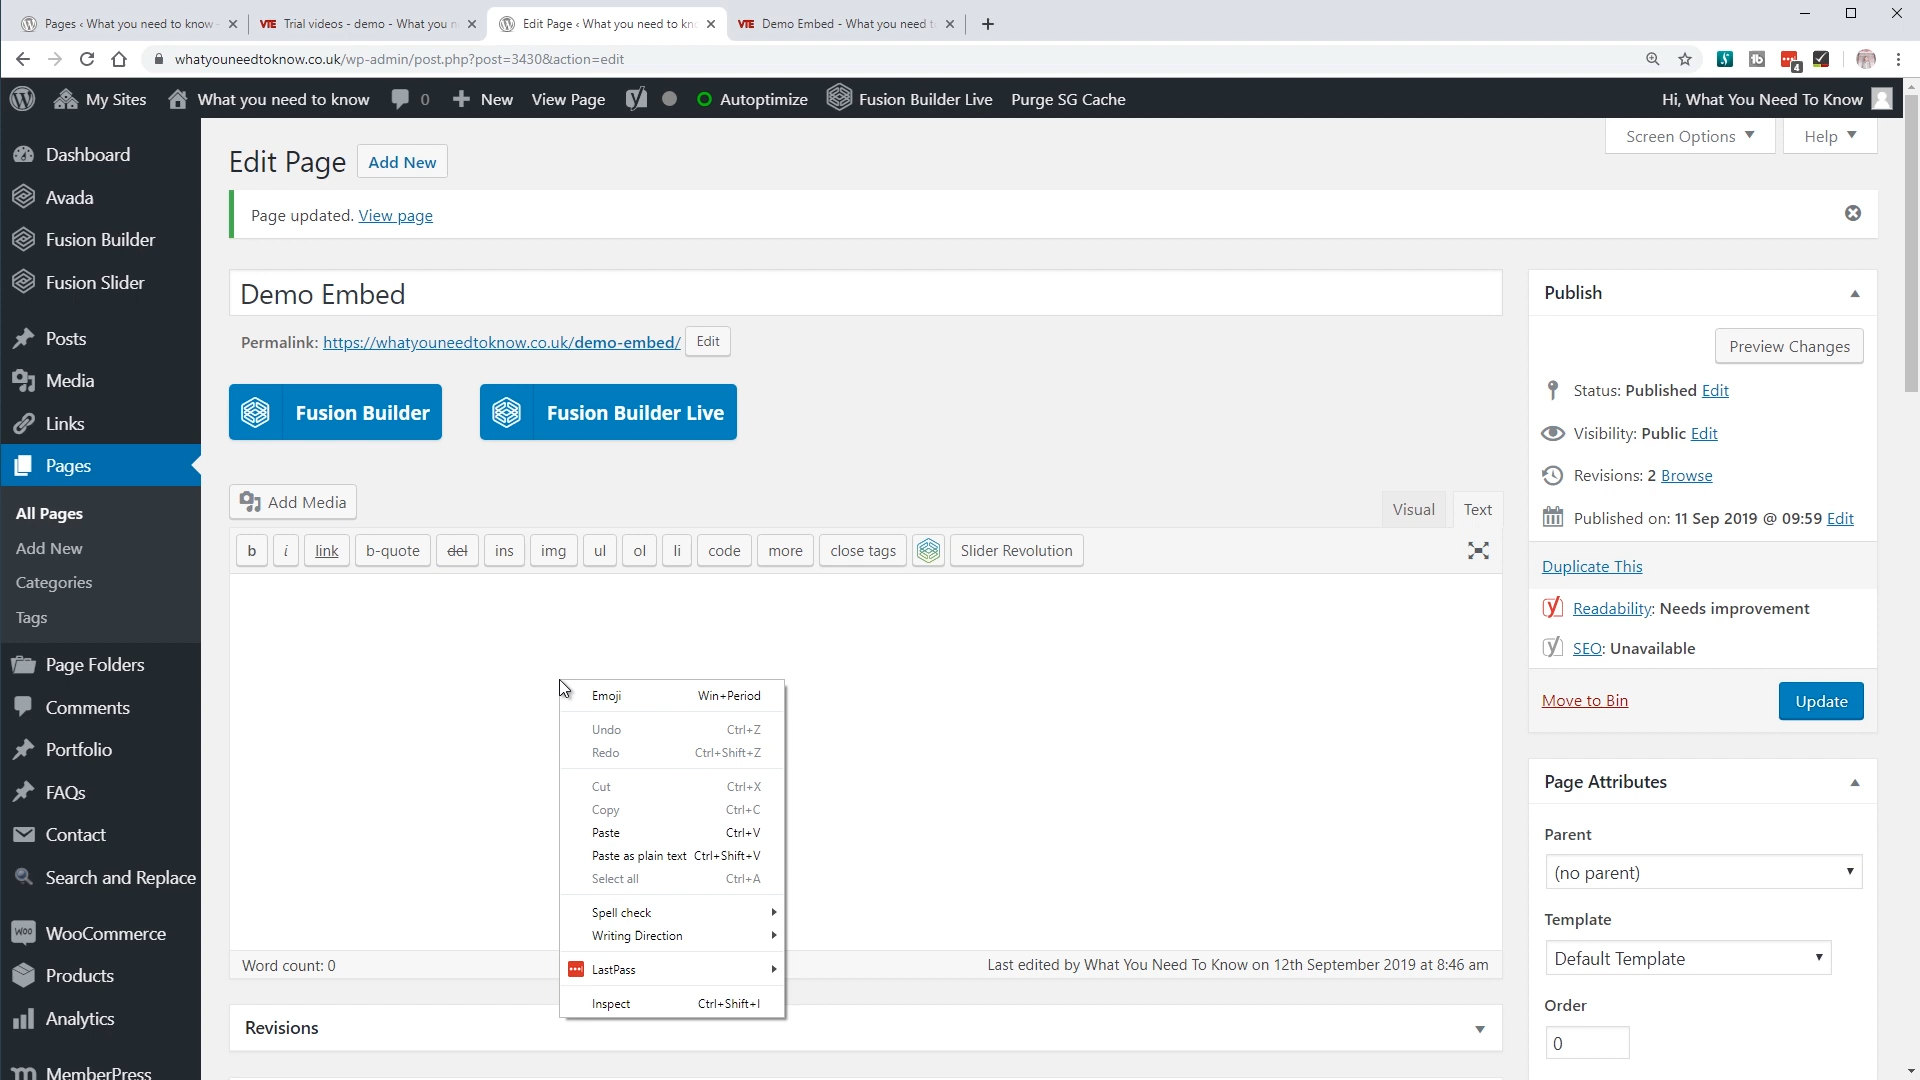 Pages ‹ What you need to know
VTE Trial videos - demo - What you n
Edit Page ‹ What you need to kn
VTE Demo Embed - What you need t
whatyouneedtoknow.co.uk/wp-admin/post.php?post=3430&action=edit
tb
4
My Sites
What you need to know
0
New
View Page
Autoptimize
Fusion Builder Live
Purge SG Cache
Hi, What You Need To Know
Dashboard
Avada
Fusion Builder
Fusion Slider
Posts
Media
Links
Pages
All Pages
Add New
Categories
Tags
Page Folders
Comments
Portfolio
FAQs
Contact
Search and Replace
Woo WooCommerce
Products
Analytics
MemberPress
Screen Options
Help
Edit Page
Add New
Page updated. View page
Demo Embed
Permalink: https://whatyouneedtoknow.co.uk/demo-embed/
Edit
Fusion Builder
Fusion Builder Live
Add Media
Visual
Text
b
i
link
b-quote
del
ins
img
ul
ol
li
code
more
close tags
Slider Revolution
Emoji Win+Period
Undo Ctrl+Z
Redo Ctrl+Shift+Z
Cut Ctrl+X
Copy Ctrl+C
Paste Ctrl+V
Paste as plain text Ctrl+Shift+V
Select all Ctrl+A
Spell check
Writing Direction
LastPass
Inspect Ctrl+Shift+I
Word count: 0
Last edited by What You Need To Know on 12th September 2019 at 8:46 am
Revisions
Publish
Preview Changes
Status: Published Edit
Visibility: Public Edit
Revisions: 2 Browse
Published on: 11 Sep 2019 @ 09:59 Edit
Duplicate This
Readability: Needs improvement
SEO: Unavailable
Move to Bin
Update
Page Attributes
Parent
(no parent)
Template
Default Template
Order
0